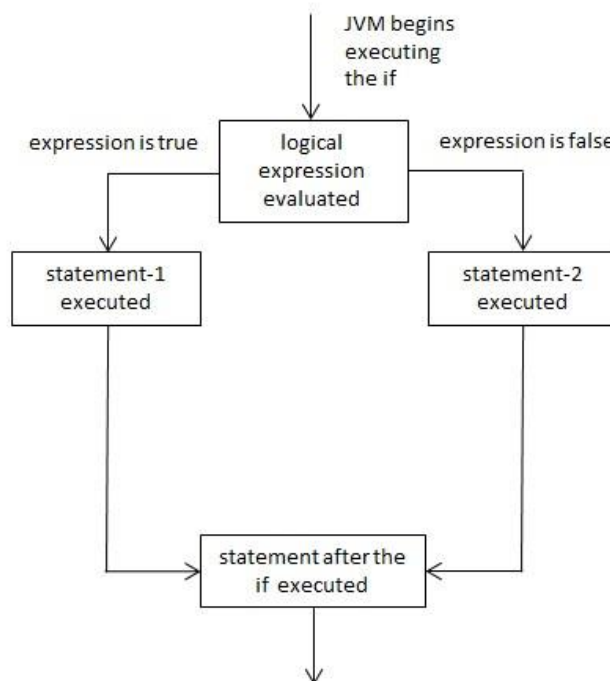 JVM begins
executing
the if
expression is true
logical
expression
evaluated
expression is false
statement-1
executed
statement-2
executed
statement after the
if executed